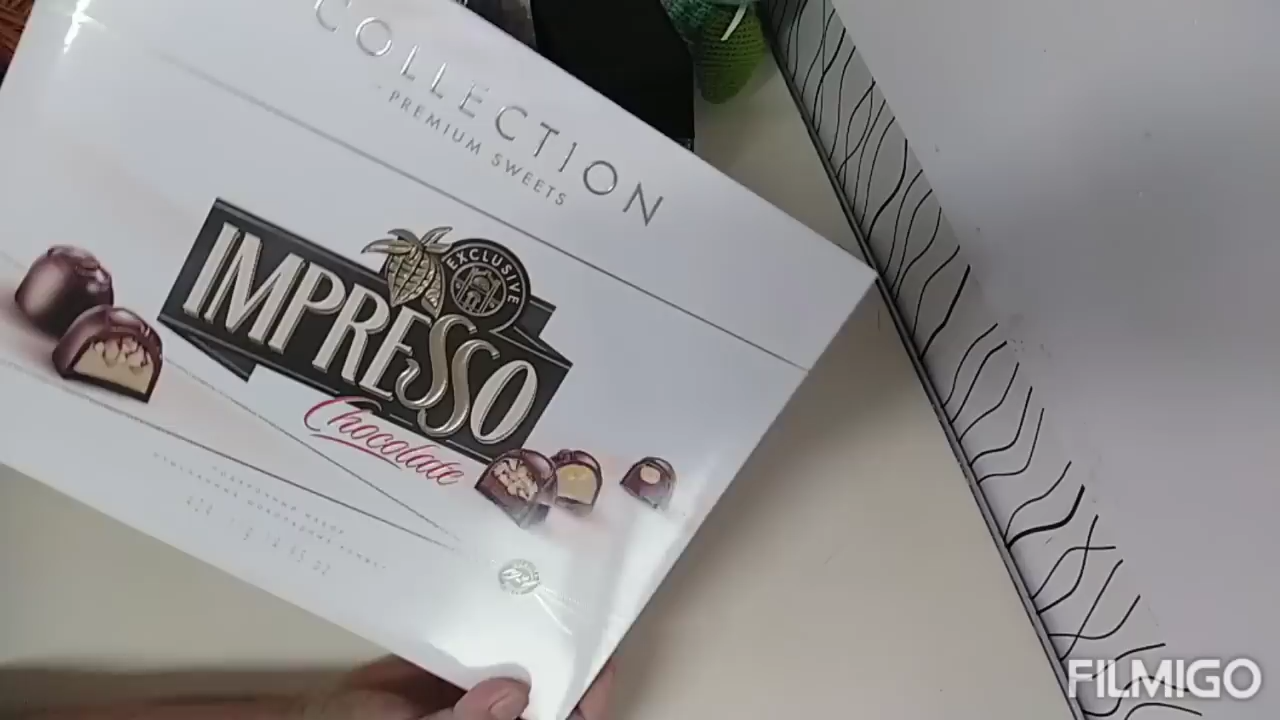 COLLECTION
- PREMIUM SWEETS
EXCLUSIVE
IMPRESSO
Chocolate
FILMIGO